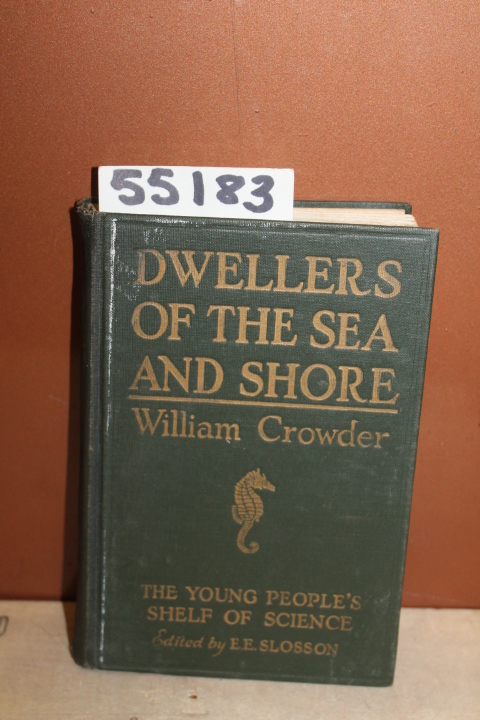 55183
DWELLERS
OF THE SEA
AND SHORE
William Crowder
THE YOUNG PEOPLE'S
SHELF OF SCIENCE
Edited by E.E. SLOSSON